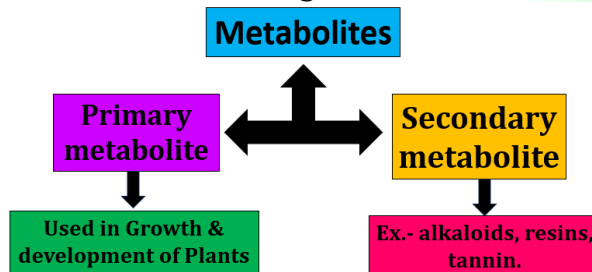 Metabolites
Primary
metabolite
Secondary
metabolite
Used in Growth &
development of Plants
Ex.- alkaloids, resins,
tannin.